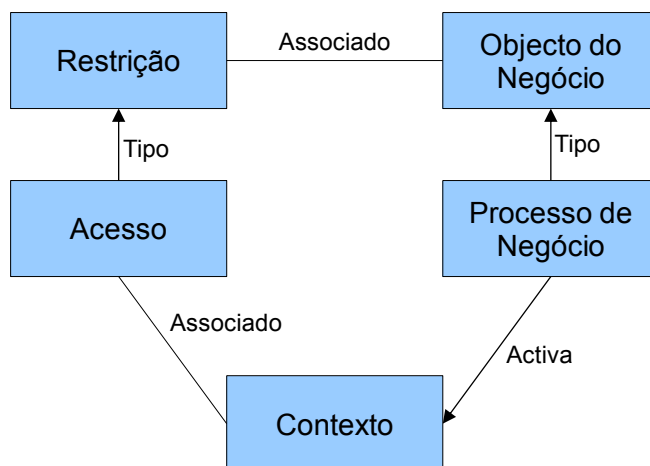 Associado
Restrição
Objecto do
Negócio
Tipo
Tipo
Acesso
Processo de
Negócio
Associado
Activa
Contexto